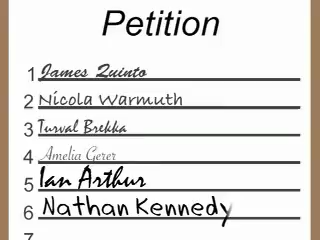 Petition
1 James Quinto
2 Nicola Warmuth
3 Turval Brekka
4 Amelia Gerer
5 Ian Arthur
6 Nathan Kennedy
7